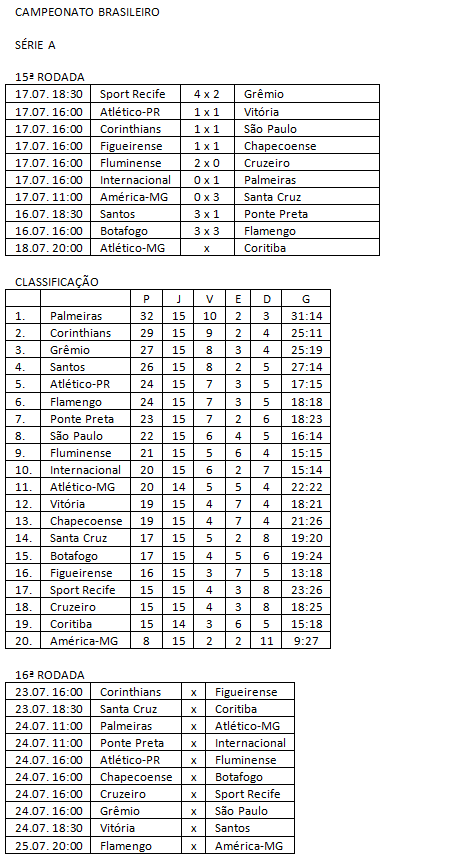 CAMPEONATO BRASILEIRO
SÉRIE A
15ª RODADA
17.07. 18:30 Sport Recife 4 x 2 Grêmio
17.07. 16:00 Atlético-PR 1 x 1 Vitória
17.07. 16:00 Corinthians 1 x 1 São Paulo
17.07. 16:00 Figueirense 1 x 1 Chapecoense
17.07. 16:00 Fluminense 2 x 0 Cruzeiro
17.07. 16:00 Internacional 0 x 1 Palmeiras
17.07. 11:00 América-MG 0 x 3 Santa Cruz
16.07. 18:30 Santos 3 x 1 Ponte Preta
16.07. 16:00 Botafogo 3 x 3 Flamengo
18.07. 20:00 Atlético-MG x Coritiba
CLASSIFICAÇÃO
P J V E D G
1. Palmeiras 32 15 10 2 3 31:14
2. Corinthians 29 15 9 2 4 25:11
3. Grêmio 27 15 8 3 4 25:19
4. Santos 26 15 8 2 5 27:14
5. Atlético-PR 24 15 7 3 5 17:15
6. Flamengo 24 15 7 3 5 18:18
7. Ponte Preta 23 15 7 2 6 18:23
8. São Paulo 22 15 6 4 5 16:14
9. Fluminense 21 15 5 6 4 15:15
10. Internacional 20 15 6 2 7 15:14
11. Atlético-MG 20 14 5 5 4 22:22
12. Vitória 19 15 4 7 4 18:21
13. Chapecoense 19 15 4 7 4 21:26
14. Santa Cruz 17 15 5 2 8 19:20
15. Botafogo 17 15 4 5 6 19:24
16. Figueirense 16 15 3 7 5 13:18
17. Sport Recife 15 15 4 3 8 23:26
18. Cruzeiro 15 15 4 3 8 18:25
19. Coritiba 15 14 3 6 5 15:18
20. América-MG 8 15 2 2 11 9:27
16ª RODADA
23.07. 16:00 Corinthians x Figueirense
23.07. 18:30 Santa Cruz x Coritiba
24.07. 11:00 Palmeiras x Atlético-MG
24.07. 11:00 Ponte Preta x Internacional
24.07. 16:00 Atlético-PR x Fluminense
24.07. 16:00 Chapecoense x Botafogo
24.07. 16:00 Cruzeiro x Sport Recife
24.07. 16:00 Grêmio x São Paulo
24.07. 18:30 Vitória x Santos
25.07. 20:00 Flamengo x América-MG